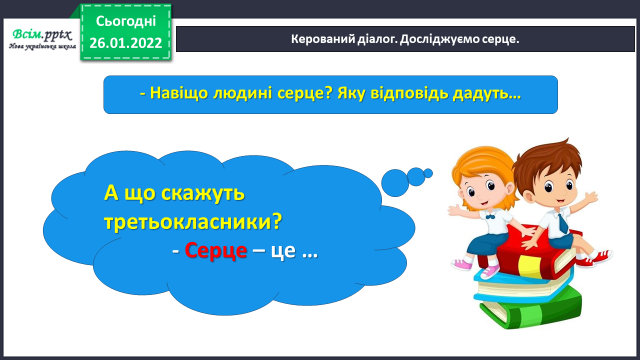 Всім.pptx
Нова українська школа
Сьогодні
26.01.2022
Керований діалог. Досліджуємо серце.
- Навіщо людині серце? Яку відповідь дадуть...
А що скажуть
третьокласники?
- Серце – це ...